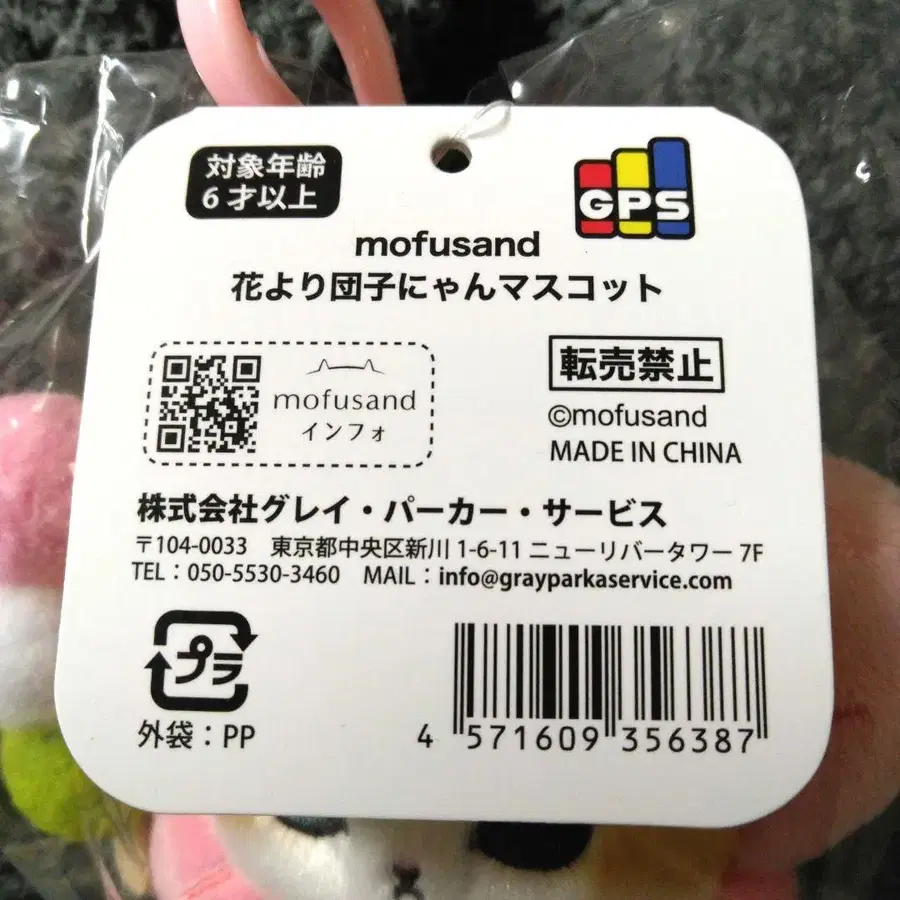 対象年齢
6才以上
GPS
mofusand
花より団子にゃんマスコット
mofusand
インフォ
転売禁止
©mofusand
MADE IN CHINA
株式会社グレイ・パーカー・サービス
〒104-0033 東京都中央区新川 1-6-11 ニューリバータワー 7F
TEL：050-5530-3460 MAIL：info@grayparkaservice.com
プラ
外袋：PP
4 571609 356387